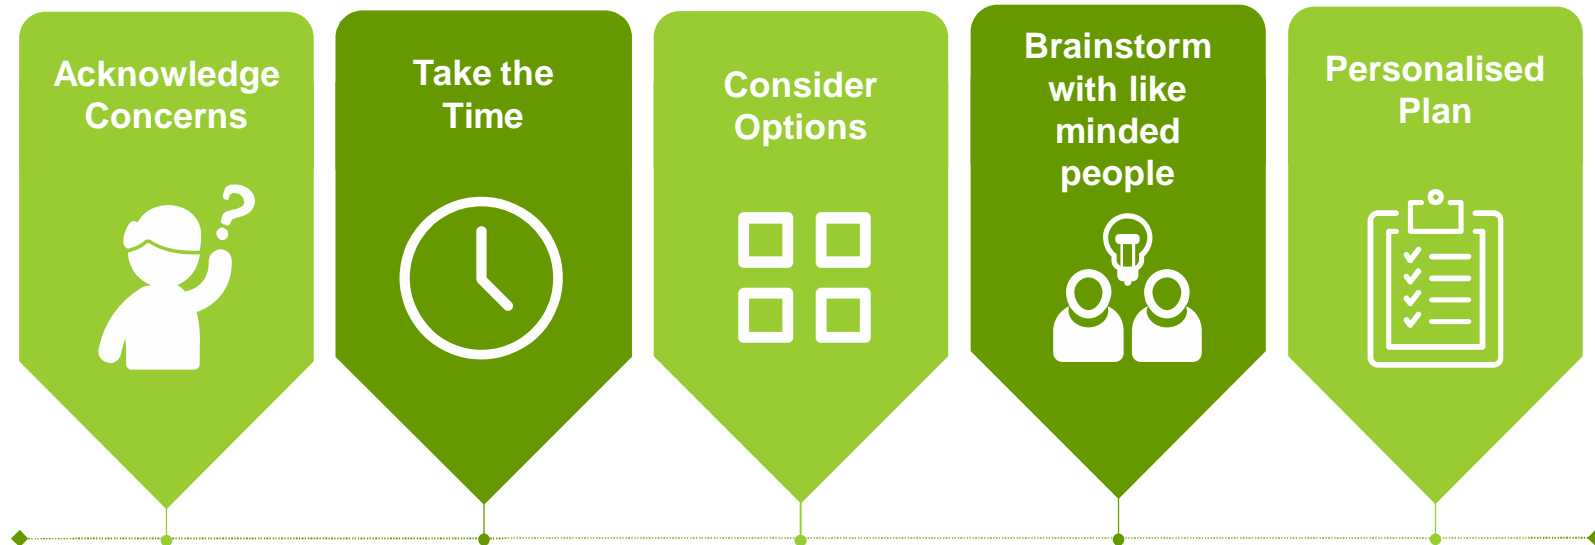 Acknowledge
Concerns
Take the
Time
Consider
Options
Brainstorm
with like
minded
people
Personalised
Plan